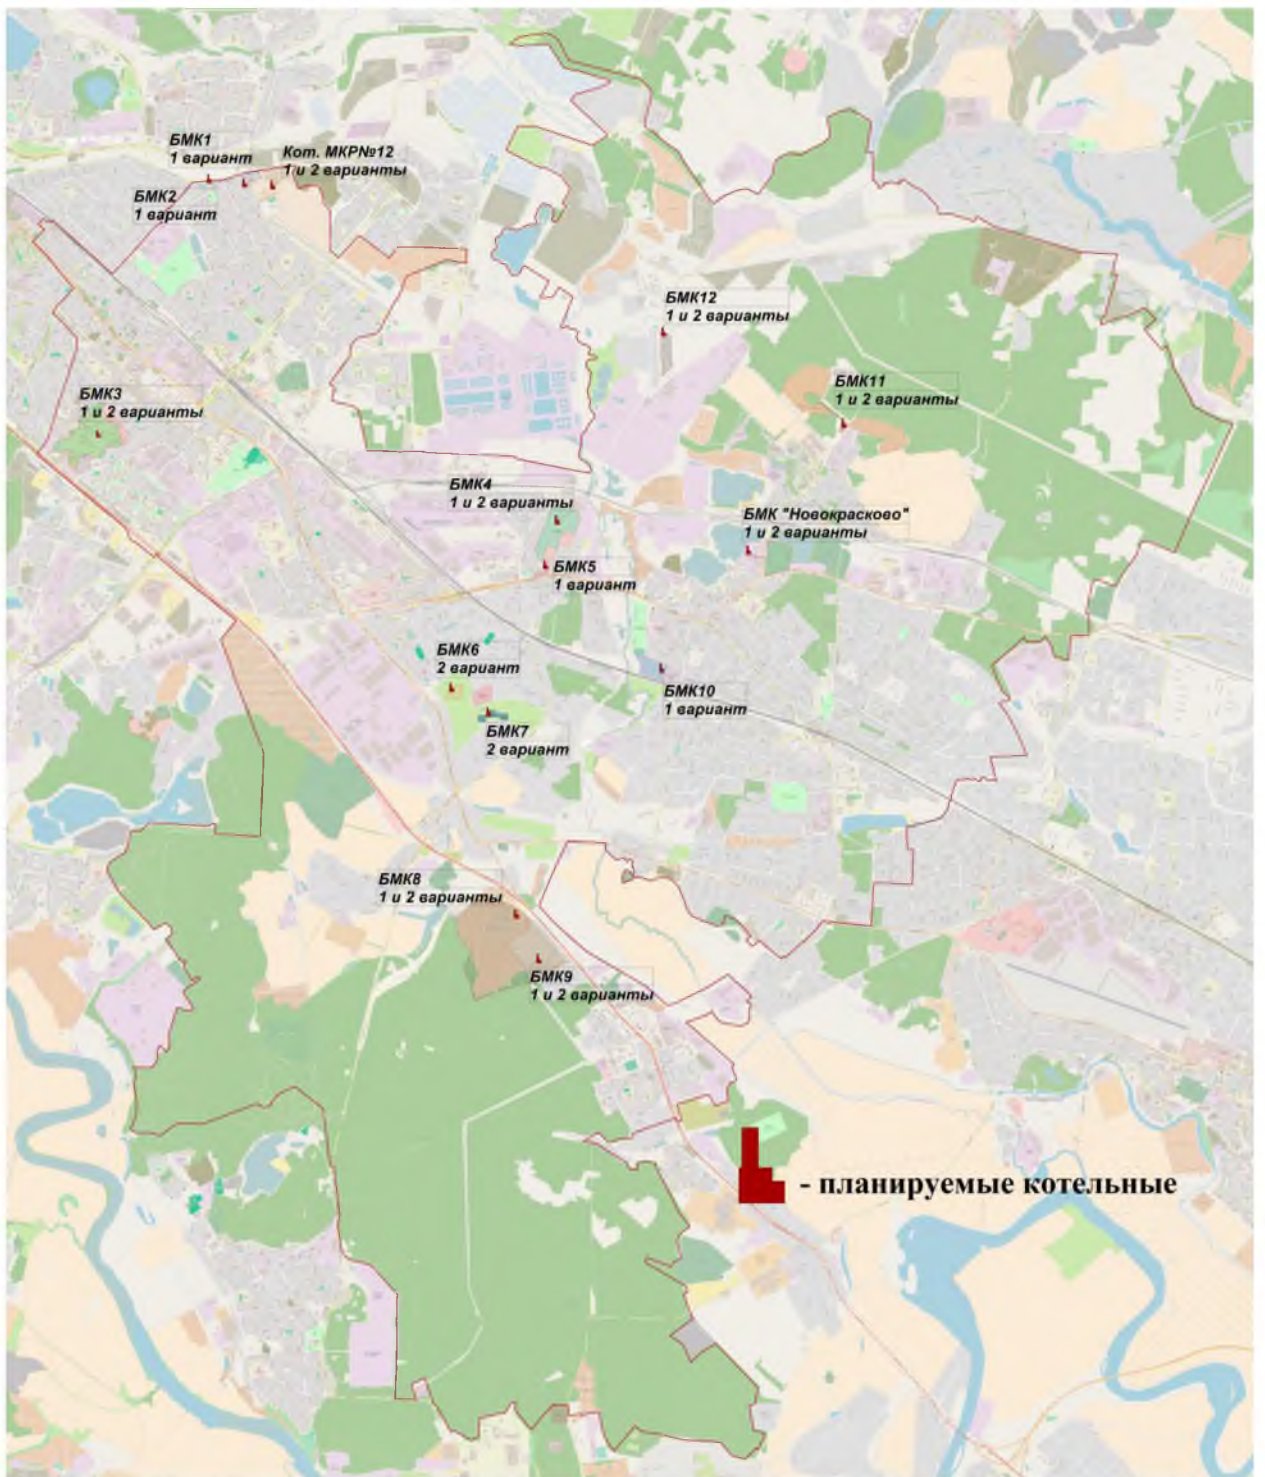 БМК1
1 вариант
Кот. МКР№12
1 и 2 варианты
БМК2
1 вариант
БМК12
1 и 2 варианты
БМК3
1 и 2 варианты
БМК11
1 и 2 варианты
БМК4
1 и 2 варианты
БМК "Новокрасково"
1 и 2 варианты
БМК5
1 вариант
БМК6
2 вариант
БМК10
1 вариант
БМК7
2 вариант
БМК8
1 и 2 варианты
БМК9
1 и 2 варианты
- планируемые котельные